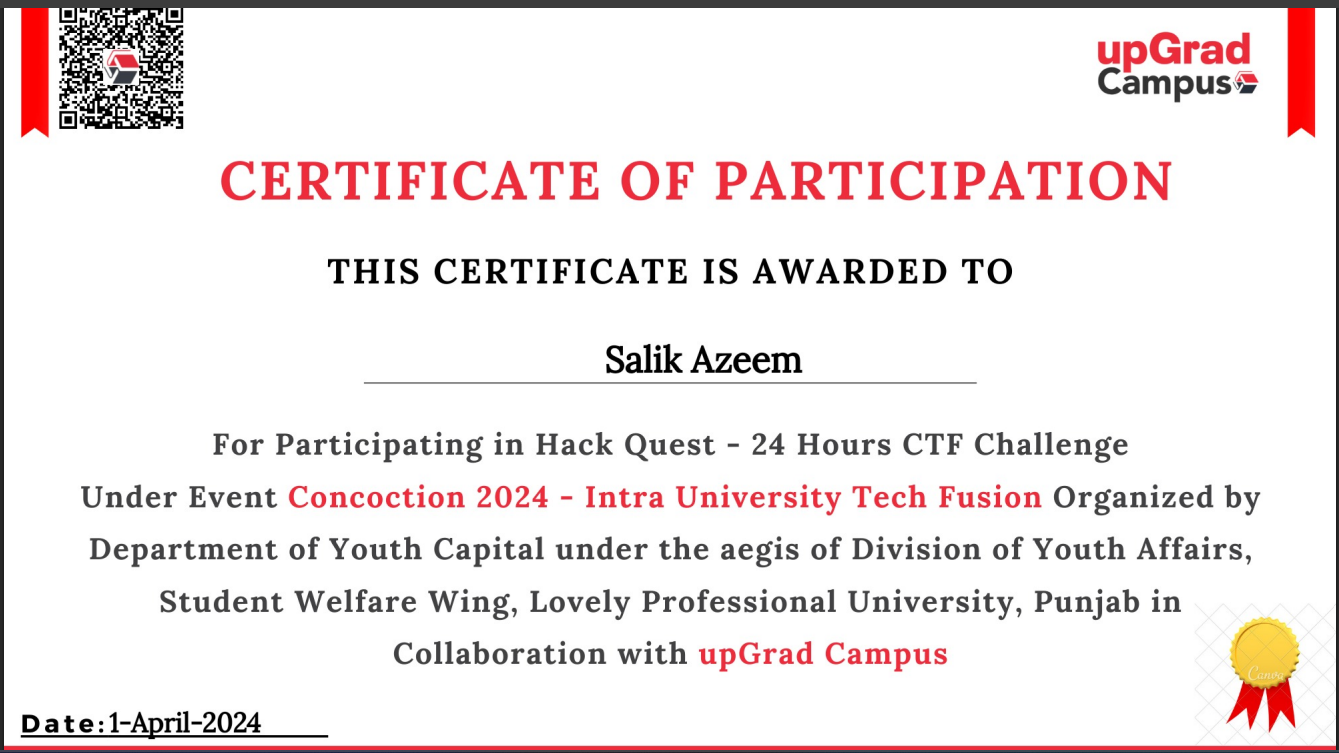 upGrad
Campus
CERTIFICATE OF PARTICIPATION
THIS CERTIFICATE IS AWARDED TO
Salik Azeem
For Participating in Hack Quest - 24 Hours CTF Challenge
Under Event Concoction 2024 - Intra University Tech Fusion Organized by
Department of Youth Capital under the aegis of Division of Youth Affairs,
Student Welfare Wing, Lovely Professional University, Punjab in
Collaboration with upGrad Campus
Canva
Date:1-April-2024